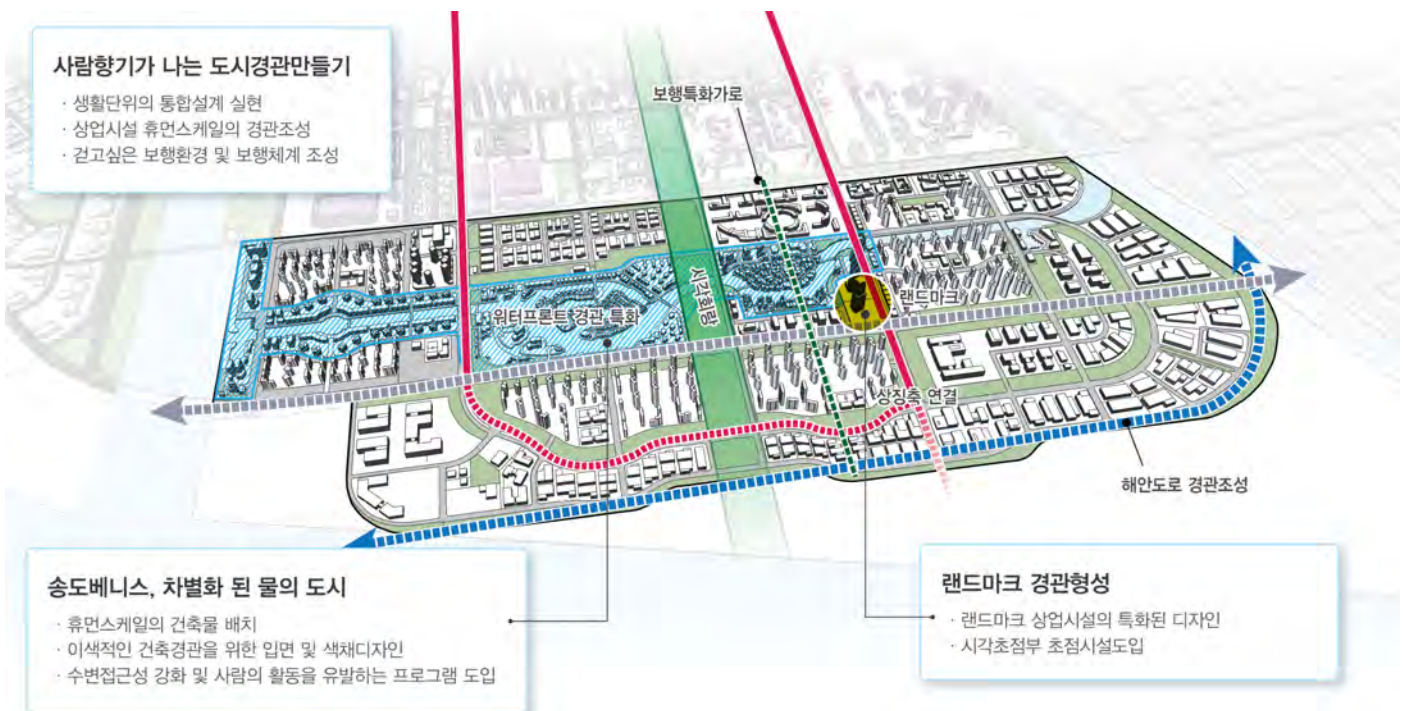 사람향기가 나는 도시경관만들기
· 생활단위의 통합설계 실현
· 상업시설 휴먼스케일의 경관조성
· 걷고싶은 보행환경 및 보행체계 조성
보행특화가로
시각회랑
랜드마크
워터프론트 경관 특화
상징축 연결
해안도로 경관조성
송도베니스, 차별화 된 물의 도시
· 휴먼스케일의 건축물 배치
· 이색적인 건축경관을 위한 입면 및 색채디자인
· 수변접근성 강화 및 사람의 활동을 유발하는 프로그램 도입
랜드마크 경관형성
· 랜드마크 상업시설의 특화된 디자인
· 시각초점부 초점시설도입